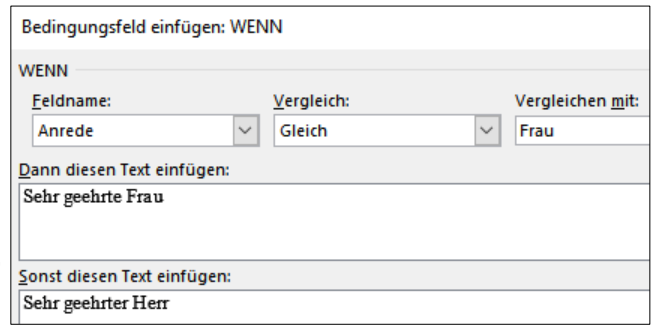 Bedingungsfeld einfügen: WENN
WENN
Feldname: Vergleich: Vergleichen mit:
Anrede Gleich Frau
Dann diesen Text einfügen:
Sehr geehrte Frau
Sonst diesen Text einfügen:
Sehr geehrter Herr